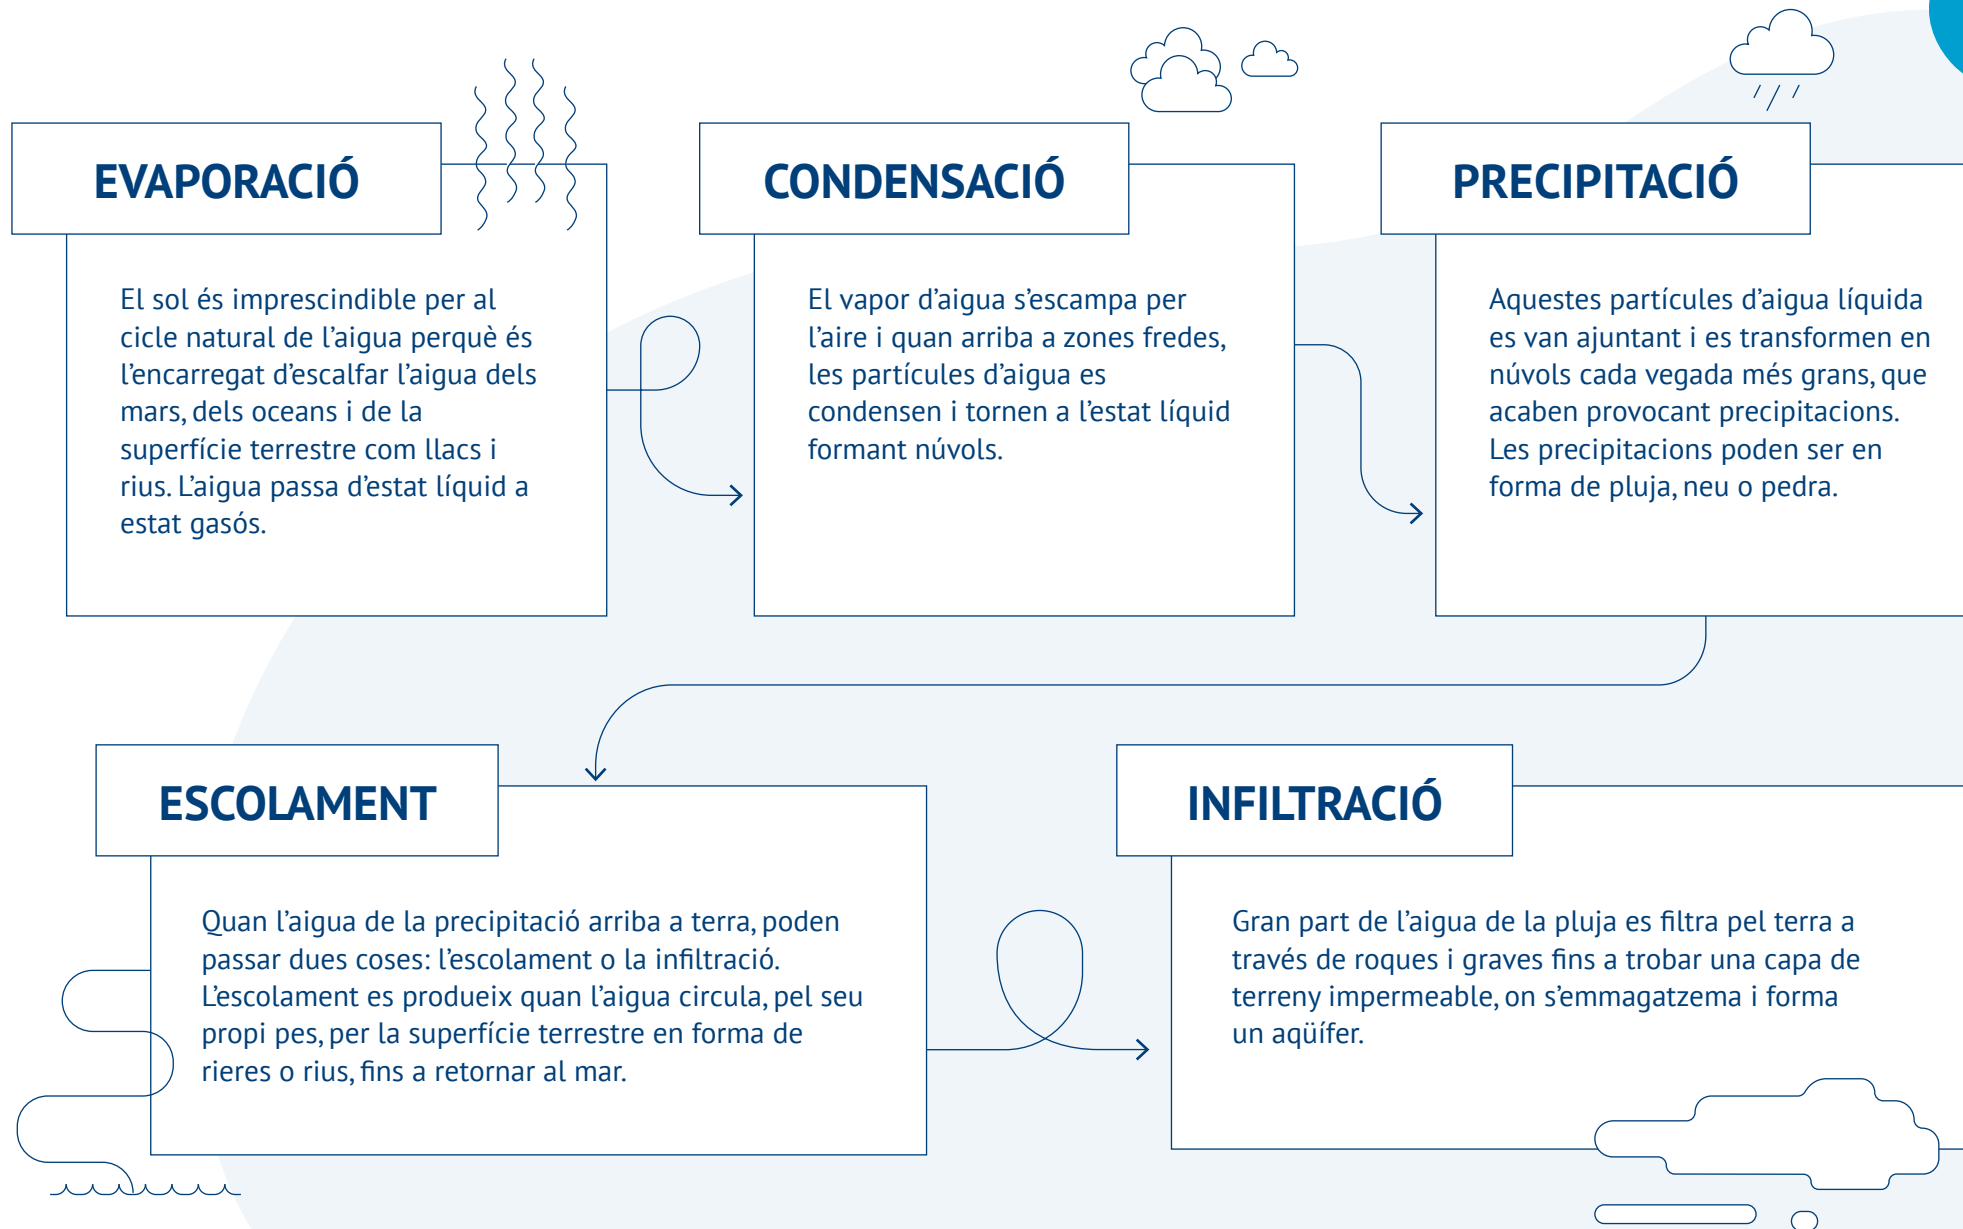 EVAPORACIÓ
El sol és imprescindible per al
cicle natural de l’aigua perquè és
l’encarregat d’escalfar l’aigua dels
mars, dels oceans i de la
superfície terrestre com llacs i
rius. L’aigua passa d’estat líquid a
estat gasós.
CONDENSACIÓ
El vapor d’aigua s’escampa per
l’aire i quan arriba a zones fredes,
les partícules d’aigua es
condensen i tornen a l’estat líquid
formant núvols.
PRECIPITACIÓ
Aquestes partícules d’aigua líquida
es van ajuntant i es transformen en
núvols cada vegada més grans, que
acaben provocant precipitacions.
Les precipitacions poden ser en
forma de pluja, neu o pedra.
ESCOLAMENT
Quan l’aigua de la precipitació arriba a terra, poden
passar dues coses: l’escolament o la infiltració.
L’escolament es produeix quan l’aigua circula, pel seu
propi pes, per la superfície terrestre en forma de
rieres o rius, fins a retornar al mar.
INFILTRACIÓ
Gran part de l’aigua de la pluja es filtra pel terra a
través de roques i graves fins a trobar una capa de
terreny impermeable, on s’emmagatzema i forma
un aqüífer.